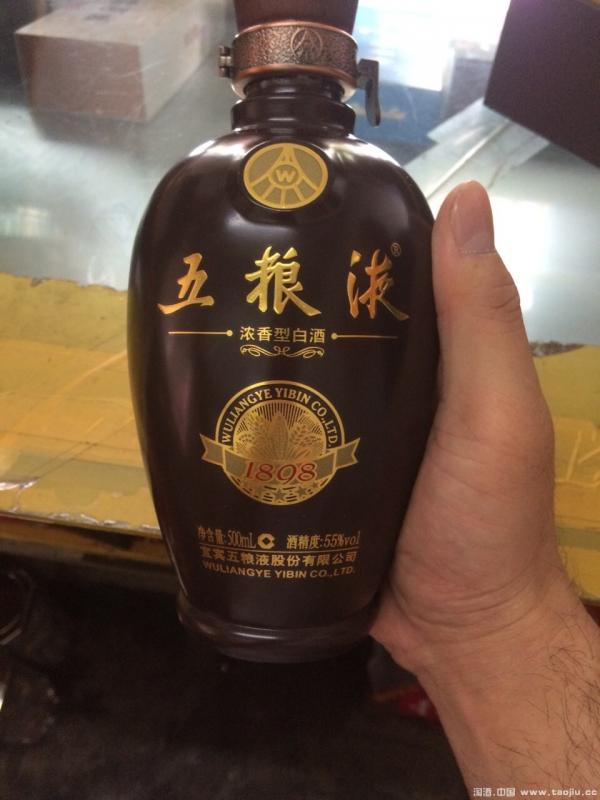 W
五粮液®
浓香型白酒
WULIANGYE YIBIN CO.,LTD.
1898
净含量:500mL 酒精度:55%vol
宜宾五粮液股份有限公司
WULIANGYE YIBIN CO.,LTD.
淘酒.中国 www.taojiu.cc